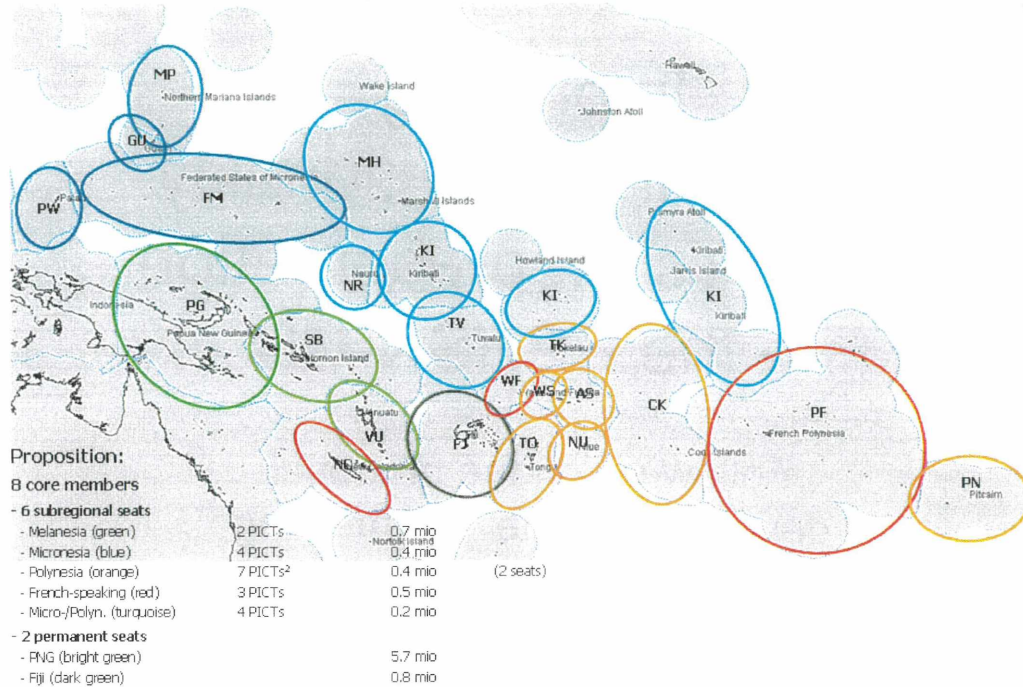 MP
Northern Mariana Islands
Wake Island
Hawaii
Johnston Atoll
GU
MH
Federated States of Micronesia
FM
PW
Marshall Islands
Palmyra Atoll
KI
Kiribati
Nauru
NR
Kiribati
Howland Island
Jarvis Island
KI
KI
Kiribati
Indonesia
PG
Papua New Guinea
TV
Tuvalu
SB
Solomon Island
TK
Tokelau
WF
WS
AS
CK
PF
Vanuatu
VU
FJ
TO
NU
Niue
French Polynesia
Cook Islands
Tonga
PN
Pitcairn
Norfolk Island
Proposition:
8 core members
- 6 subregional seats
- Melanesia (green) 2 PICTs 0.7 mio
- Micronesia (blue) 4 PICTs 0.4 mio
- Polynesia (orange) 7 PICTs² 0.4 mio (2 seats)
- French-speaking (red) 3 PICTs 0.5 mio
- Micro-/Polyn. (turquoise) 4 PICTs 0.2 mio
- 2 permanent seats
- PNG (bright green) 5.7 mio
- Fiji (dark green) 0.8 mio